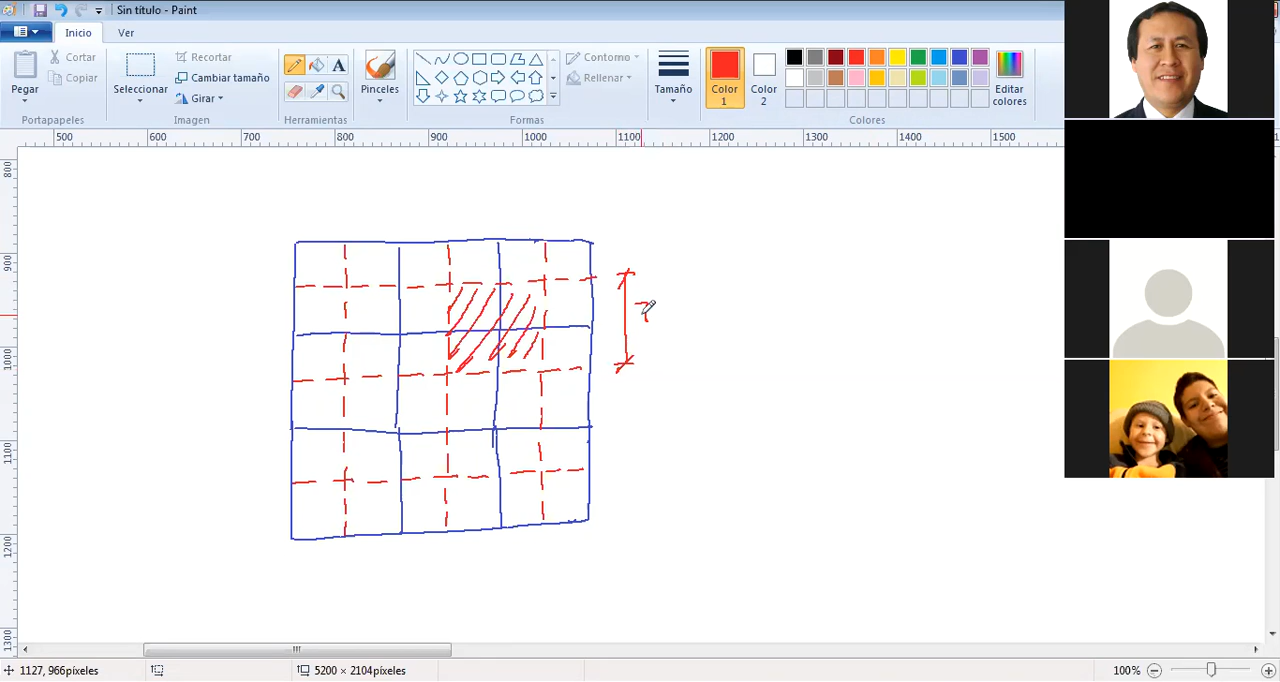 Sin título - Paint
Inicio
Ver
Pegar
Cortar
Copiar
Portapapeles
Seleccionar
Recortar
Cambiar tamaño
Girar
Imagen
A
Herramientas
Pinceles
Contorno
Rellenar
Formas
Tamaño
Color
1
Color
2
Editar
colores
Colores
500 600 700 800 900 1000 1100 1200 1300 1400 1500
800
900
1000
1100
1200
1300
1127, 966píxeles
5200 × 2104píxeles
100%